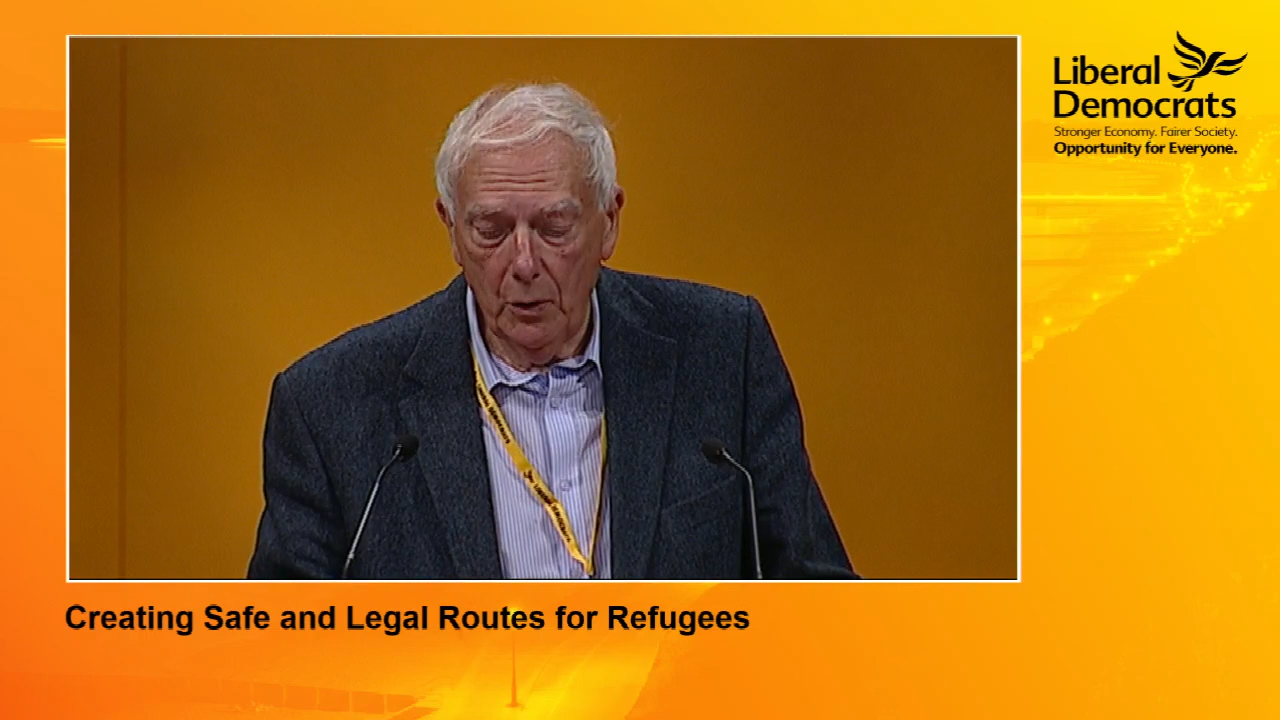 Liberal
Democrats
Stronger Economy. Fairer Society.
Opportunity for Everyone.
Creating Safe and Legal Routes for Refugees